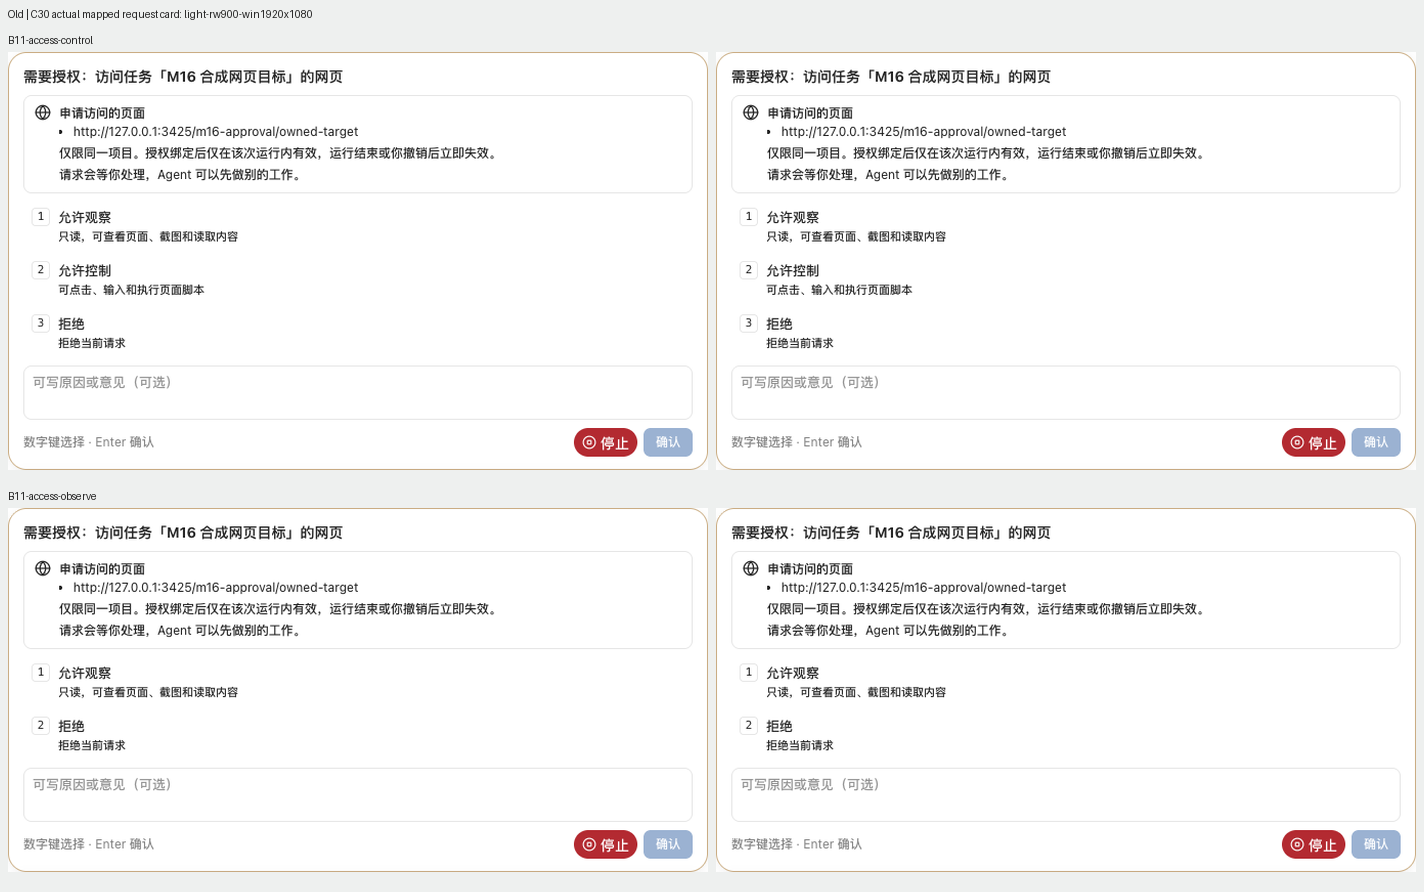 Old | C30 actual mapped request card: light-rw900-win1920x1080
B11-access-control
需要授权：访问任务「M16 合成网页目标」的网页
申请访问的页面
• http://127.0.0.1:3425/m16-approval/owned-target
仅限同一项目。授权绑定后仅在该次运行内有效，运行结束或你撤销后立即失效。
请求会等你处理，Agent 可以先做别的工作。
1 允许观察
只读，可查看页面、截图和读取内容
2 允许控制
可点击、输入和执行页面脚本
3 拒绝
拒绝当前请求
可写原因或意见（可选）
数字键选择 · Enter 确认 停止 确认
需要授权：访问任务「M16 合成网页目标」的网页
申请访问的页面
• http://127.0.0.1:3425/m16-approval/owned-target
仅限同一项目。授权绑定后仅在该次运行内有效，运行结束或你撤销后立即失效。
请求会等你处理，Agent 可以先做别的工作。
1 允许观察
只读，可查看页面、截图和读取内容
2 允许控制
可点击、输入和执行页面脚本
3 拒绝
拒绝当前请求
可写原因或意见（可选）
数字键选择 · Enter 确认 停止 确认
B11-access-observe
需要授权：访问任务「M16 合成网页目标」的网页
申请访问的页面
• http://127.0.0.1:3425/m16-approval/owned-target
仅限同一项目。授权绑定后仅在该次运行内有效，运行结束或你撤销后立即失效。
请求会等你处理，Agent 可以先做别的工作。
1 允许观察
只读，可查看页面、截图和读取内容
2 拒绝
拒绝当前请求
可写原因或意见（可选）
数字键选择 · Enter 确认 停止 确认
需要授权：访问任务「M16 合成网页目标」的网页
申请访问的页面
• http://127.0.0.1:3425/m16-approval/owned-target
仅限同一项目。授权绑定后仅在该次运行内有效，运行结束或你撤销后立即失效。
请求会等你处理，Agent 可以先做别的工作。
1 允许观察
只读，可查看页面、截图和读取内容
2 拒绝
拒绝当前请求
可写原因或意见（可选）
数字键选择 · Enter 确认 停止 确认